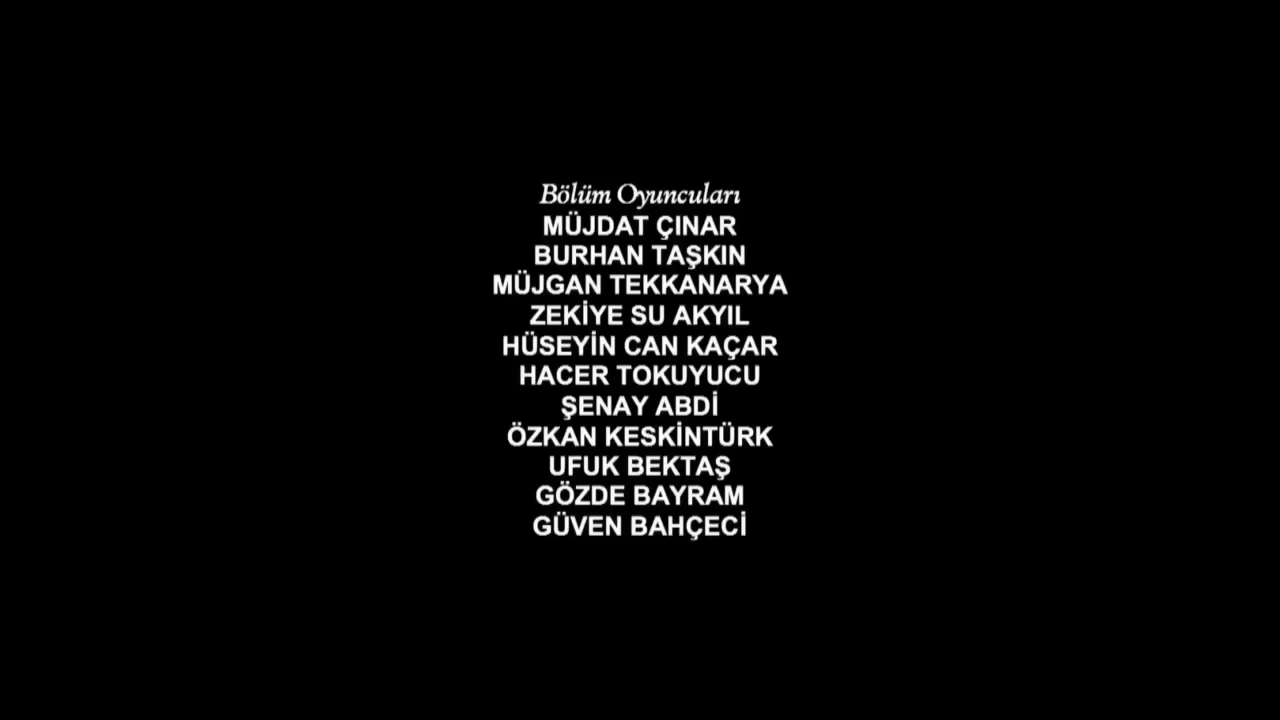 Bölüm Oyuncuları
MÜJDAT ÇINAR
BURHAN TAŞKIN
MÜJGAN TEKKANARYA
ZEKİYE SU AKYIL
HÜSEYİN CAN KAÇAR
HACER TOKUYUCU
ŞENAY ABDİ
ÖZKAN KESKİNTÜRK
UFUK BEKTAŞ
GÖZDE BAYRAM
GÜVEN BAHÇECİ